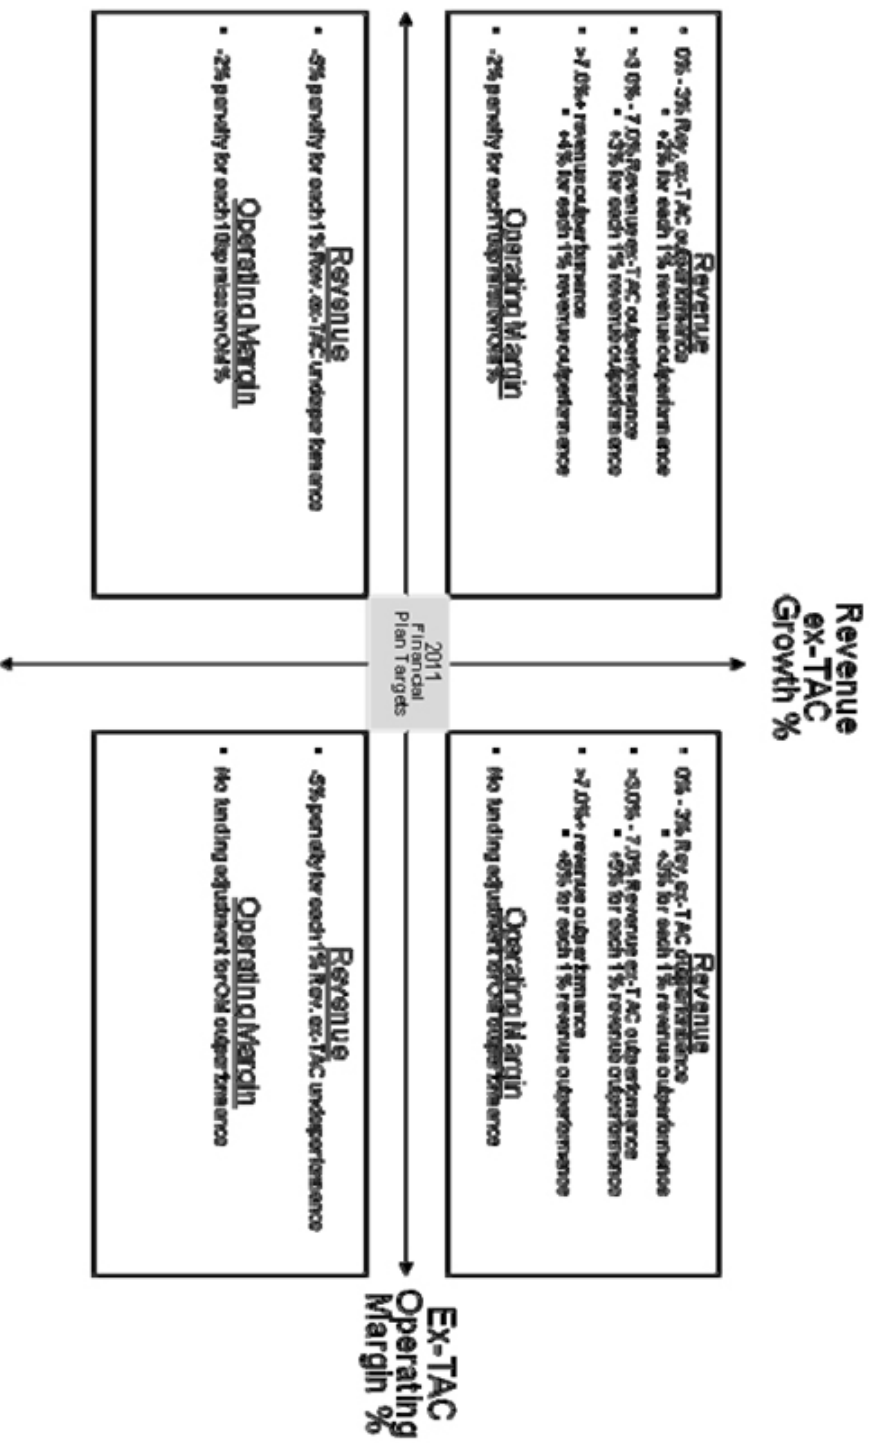 Revenue
ex-TAC
Growth %
Revenue
▪ 0% - 3% Rev. ex-TAC outperformance
▪ +2% for each 1% revenue outperformance
▪ >3.0% - 7.0% Revenue ex-TAC outperformance
▪ +3% for each 1% revenue outperformance
▪ >7.0%+ revenue outperformance
▪ +4% for each 1% revenue outperformance
Operating Margin
▪ -2% penalty for each 10bp miss on OM%
Revenue
▪ 0% - 3% Rev. ex-TAC outperformance
▪ +3% for each 1% revenue outperformance
▪ >3.0% - 7.0% Revenue ex-TAC outperformance
▪ +5% for each 1% revenue outperformance
▪ >7.0%+ revenue outperformance
▪ for each 1% revenue outperformance
Operating Margin
▪ No funding adjustment for OM outperformance
2011
Financial
Plan Targets
Ex-TAC
Operating
Margin %
Revenue
▪ -5% penalty for each 1% Rev. ex-TAC underperformance
Operating Margin
▪ -2% penalty for each 10bp miss on OM%
Revenue
▪ -5% penalty for each 1% Rev. ex-TAC underperformance
Operating Margin
▪ No funding adjustment for OM outperformance